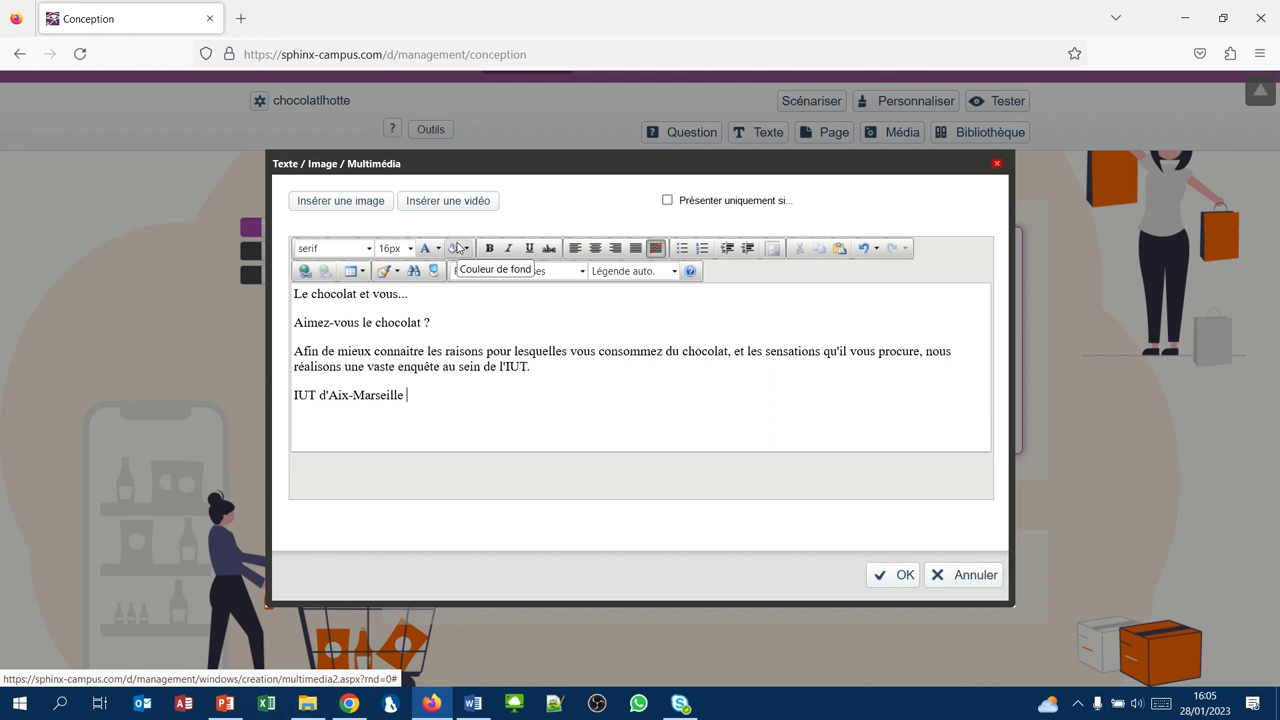 Conception
https://sphinx-campus.com/d/management/conception
chocolatlhotte
Scénariser
Personnaliser
Tester
?
Outils
Question
Texte
Page
Média
Bibliothèque
Texte / Image / Multimédia
Insérer une image
Insérer une vidéo
Présenter uniquement si...
serif
16px
Couleur de fond
Légende auto.
Le chocolat et vous...
Aimez-vous le chocolat ?
Afin de mieux connaitre les raisons pour lesquelles vous consommez du chocolat, et les sensations qu'il vous procure, nous
réalisons une vaste enquête au sein de l'IUT.
IUT d'Aix-Marseille
OK
Annuler
https://sphinx-campus.com/d/management/windows/creation/multimedia2.aspx?rnd=0#
16:05
28/01/2023